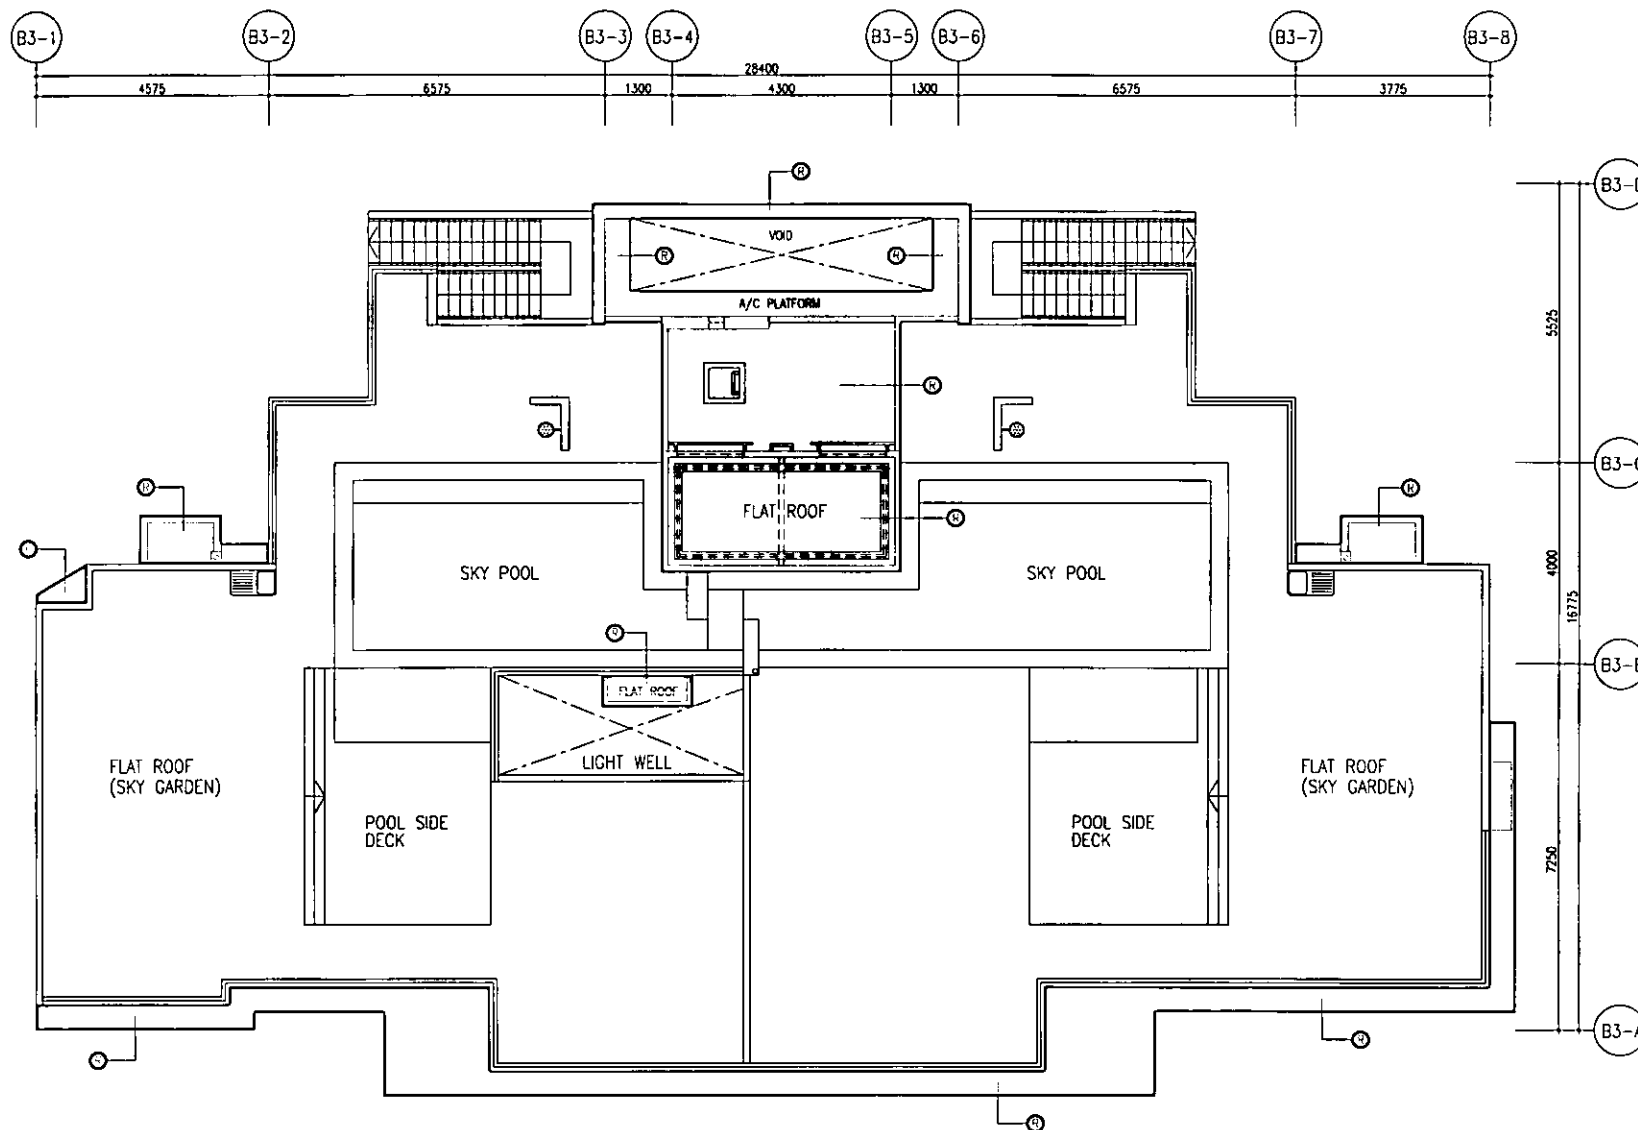 B3-1 B3-2 B3-3 B3-4 B3-5 B3-6 B3-7 B3-8
28400
4575 6575 1300 4300 1300 6575 3775
R
B3-
VOID
R R
A/C PLATFORM
5525
R
B3-
R R
FLAT ROOF R
SKY POOL SKY POOL
4000
16775
R
B3-
FLAT ROOF
LIGHT WELL
FLAT ROOF
(SKY GARDEN)
FLAT ROOF
(SKY GARDEN)
POOL SIDE
DECK
POOL SIDE
DECK
7250
B3-A
R R
R